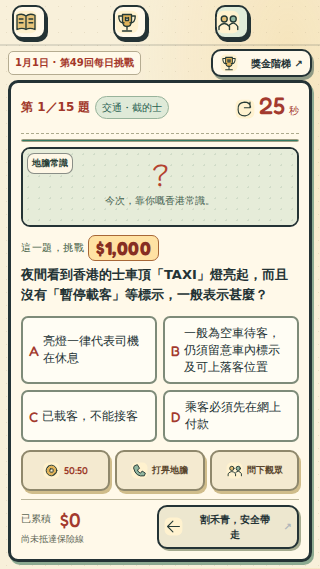 1月1日 · 第49回每日挑戰
獎金階梯 ↗
第 1／15 題
交通 · 截的士
25 秒
地膽常識
?
今次，靠你嘅香港常識。
這一題，挑戰 $1,000
夜間看到香港的士車頂「TAXI」燈亮起，而且
沒有「暫停載客」等標示，一般表示甚麼？
A 亮燈一律代表司機
在休息
B 一般為空車待客，
仍須留意車內標示
及可上落客位置
C 已載客，不能接客
D 乘客必須先在網上
付款
50:50
打畀地膽
問下觀眾
已累積 $0
尚未抵達保險線
← 割禾青，安全帶
走 ↗